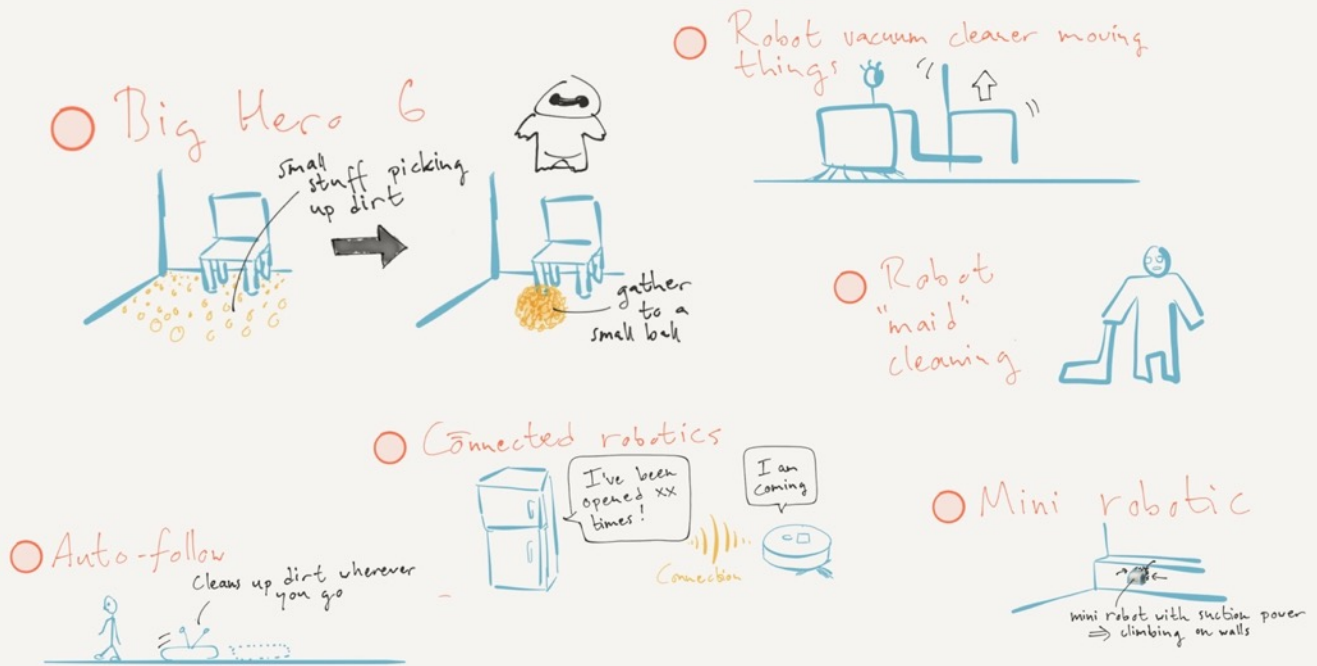 Big Hero 6
small
stuff picking
up dirt
gather
to a
small ball
Robot vacuum cleaner moving
things
Robot
"maid"
cleaning
Connected robotics
I've been
opened xx
times!
I am
coming
Connection
Auto-follow
Cleans up dirt wherever
you go
Mini robotic
mini robot with suction power
⇒ climbing on walls